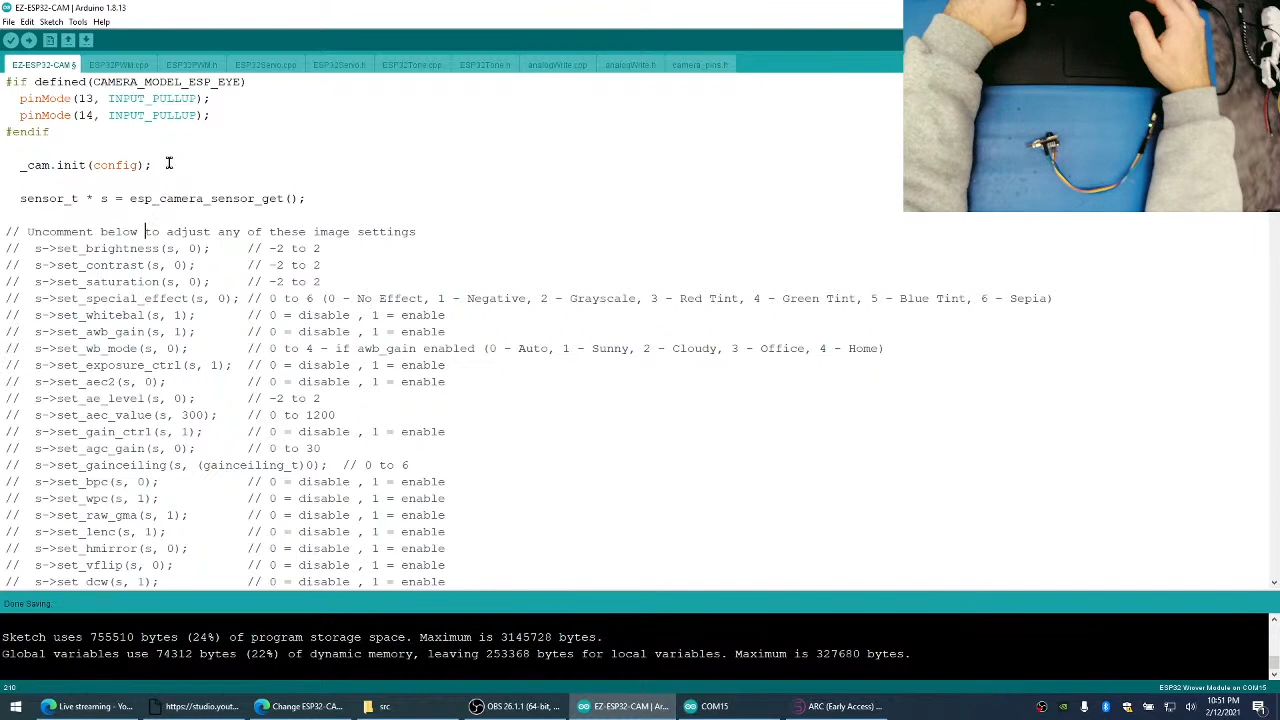 EZ-ESP32-CAM | Arduino 1.8.13
File Edit Sketch Tools Help
EZ-ESP32-CAM § ESP32PWM.cpp ESP32PWM.h ESP32Servo.cpp ESP32Servo.h ESP32Tone.cpp ESP32Tone.h analogWrite.cpp analogWrite.h camera_pins.h
#if defined(CAMERA_MODEL_ESP_EYE)
pinMode(13, INPUT_PULLUP);
pinMode(14, INPUT_PULLUP);
#endif
_cam.init(config);
sensor_t * s = esp_camera_sensor_get();
// Uncomment below to adjust any of these image settings
// s->set_brightness(s, 0); // -2 to 2
// s->set_contrast(s, 0); // -2 to 2
// s->set_saturation(s, 0); // -2 to 2
// s->set_special_effect(s, 0); // 0 to 6 (0 - No Effect, 1 - Negative, 2 - Grayscale, 3 - Red Tint, 4 - Green Tint, 5 - Blue Tint, 6 - Sepia)
// s->set_whitebal(s, 1); // 0 = disable , 1 = enable
// s->set_awb_gain(s, 1); // 0 = disable , 1 = enable
// s->set_wb_mode(s, 0); // 0 to 4 - if awb_gain enabled (0 - Auto, 1 - Sunny, 2 - Cloudy, 3 - Office, 4 - Home)
// s->set_exposure_ctrl(s, 1); // 0 = disable , 1 = enable
// s->set_aec2(s, 0); // 0 = disable , 1 = enable
// s->set_ae_level(s, 0); // -2 to 2
// s->set_aec_value(s, 300); // 0 to 1200
// s->set_gain_ctrl(s, 1); // 0 = disable , 1 = enable
// s->set_agc_gain(s, 0); // 0 to 30
// s->set_gainceiling(s, (gainceiling_t)0); // 0 to 6
// s->set_bpc(s, 0); // 0 = disable , 1 = enable
// s->set_wpc(s, 1); // 0 = disable , 1 = enable
// s->set_raw_gma(s, 1); // 0 = disable , 1 = enable
// s->set_lenc(s, 1); // 0 = disable , 1 = enable
// s->set_hmirror(s, 0); // 0 = disable , 1 = enable
// s->set_vflip(s, 0); // 0 = disable , 1 = enable
// s->set_dcw(s, 1); // 0 = disable , 1 = enable
Done Saving.
Sketch uses 755510 bytes (24%) of program storage space. Maximum is 3145728 bytes.
Global variables use 74312 bytes (22%) of dynamic memory, leaving 253368 bytes for local variables. Maximum is 327680 bytes.
210 ESP32 Wrover Module on COM15
Live streaming - Yo... https://studio.yout... Change ESP32-CAM... src OBS 26.1.1 (64-bit, ... EZ-ESP32-CAM | Ar... COM15 ARC (Early Access) ... 10:51 PM
2/12/2021